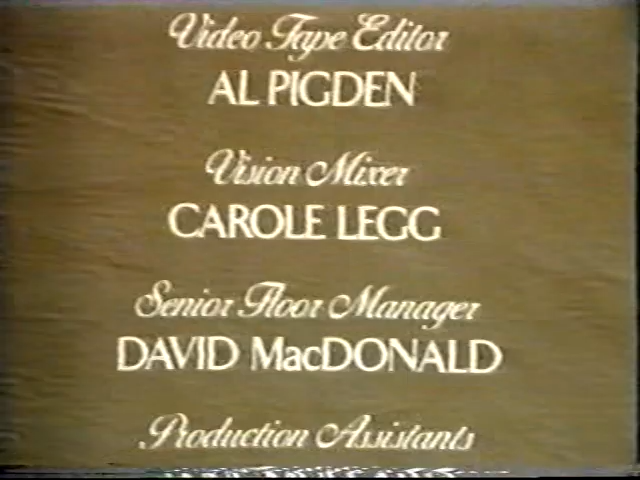 Video Tape Editor
AL PIGDEN
Vision Mixer
CAROLE LEGG
Senior Floor Manager
DAVID MacDONALD
Production Assistants